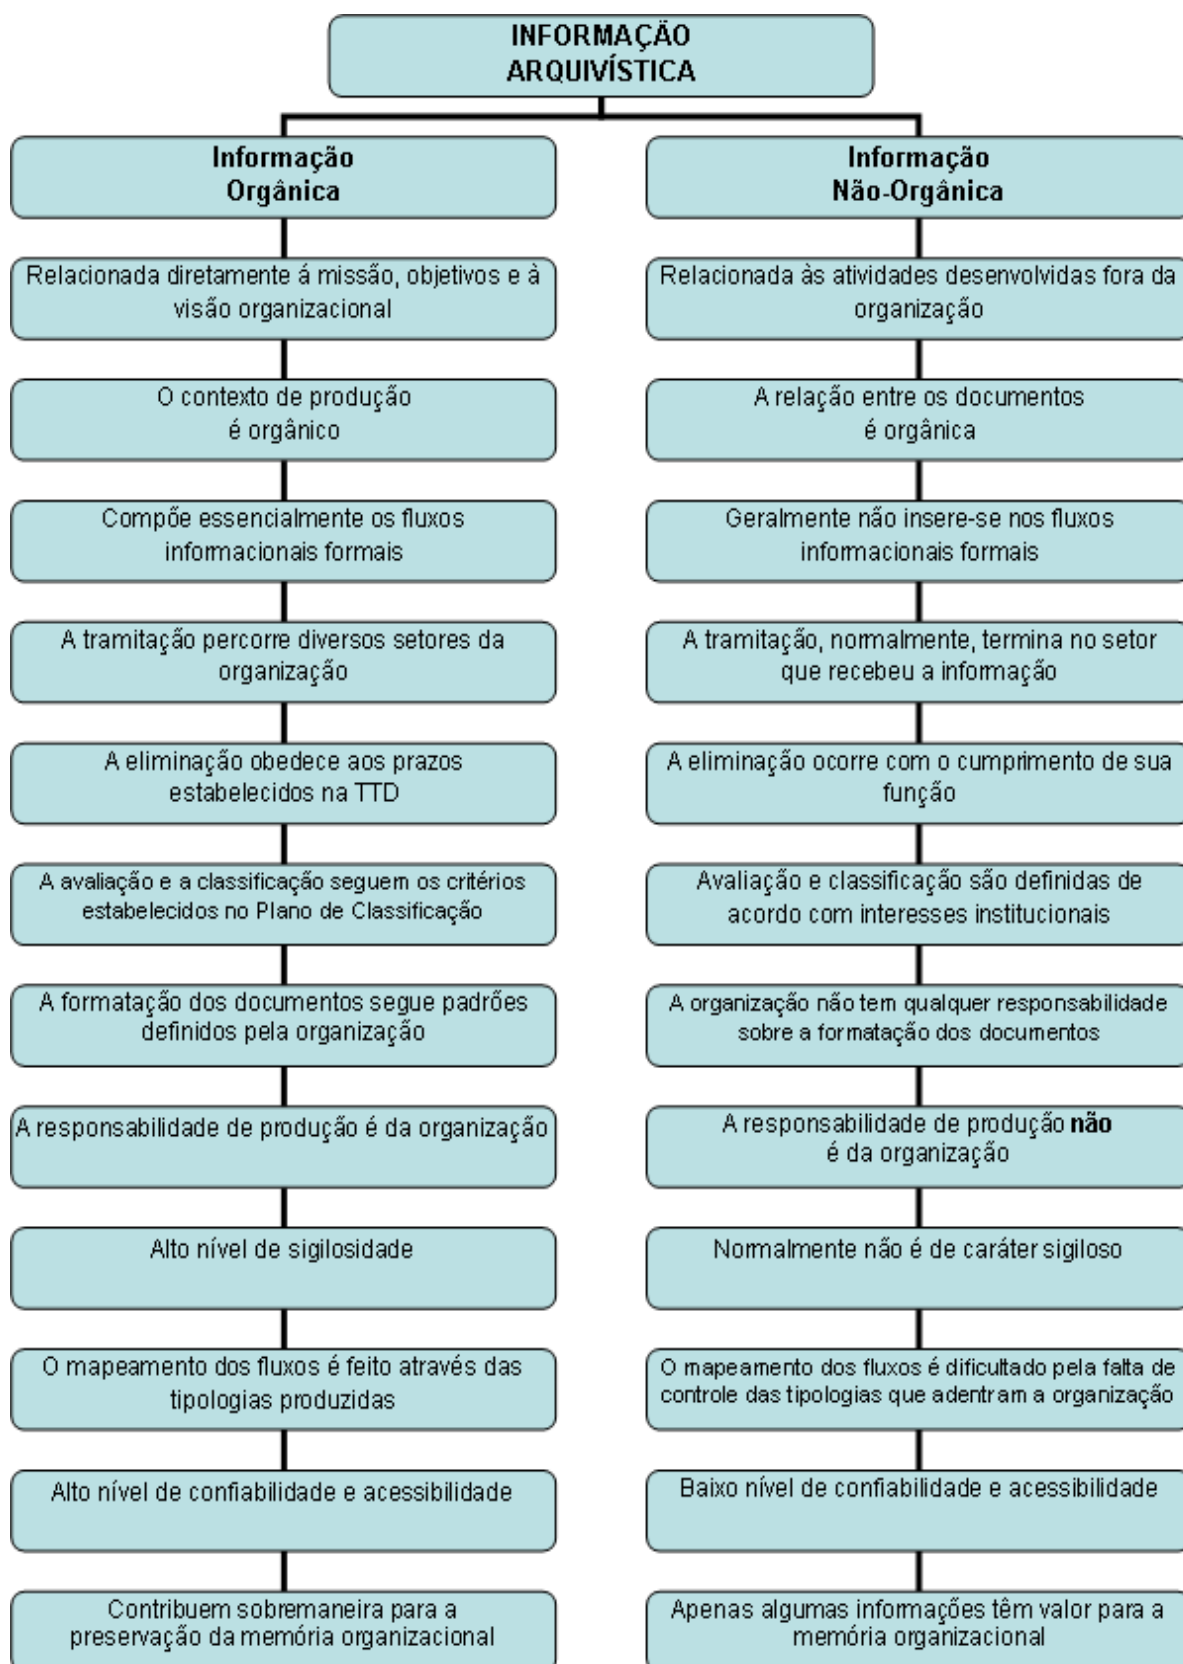 INFORMAÇÃO
ARQUIVÍSTICA
Informação
Orgânica
Relacionada diretamente á missão, objetivos e à
visão organizacional
O contexto de produção
é orgânico
Compõe essencialmente os fluxos
informacionais formais
A tramitação percorre diversos setores da
organização
A eliminação obedece aos prazos
estabelecidos na TTD
A avaliação e a classificação seguem os critérios
estabelecidos no Plano de Classificação
A formatação dos documentos segue padrões
definidos pela organização
A responsabilidade de produção é da organização
Alto nível de sigilosidade
O mapeamento dos fluxos é feito através das
tipologias produzidas
Alto nível de confiabilidade e acessibilidade
Contribuem sobremaneira para a
preservação da memória organizacional
Informação
Não-Orgânica
Relacionada às atividades desenvolvidas fora da
organização
A relação entre os documentos
é orgânica
Geralmente não insere-se nos fluxos
informacionais formais
A tramitação, normalmente, termina no setor
que recebeu a informação
A eliminação ocorre com o cumprimento de sua
função
Avaliação e classificação são definidas de
acordo com interesses institucionais
A organização não tem qualquer responsabilidade
sobre a formatação dos documentos
A responsabilidade de produção não
é da organização
Normalmente não é de caráter sigiloso
O mapeamento dos fluxos é dificultado pela falta de
controle das tipologias que adentram a organização
Baixo nível de confiabilidade e acessibilidade
Apenas algumas informações têm valor para a
memória organizacional